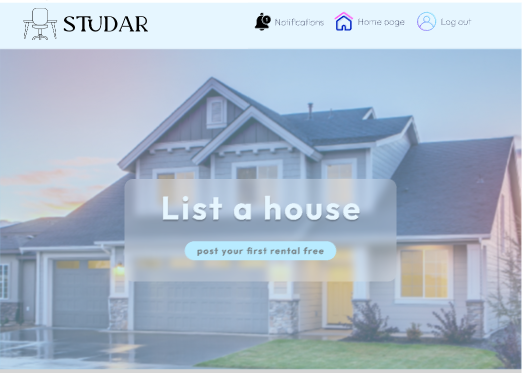 STUDAR
Notifications
Home page
Log out
List a house
post your first rental free